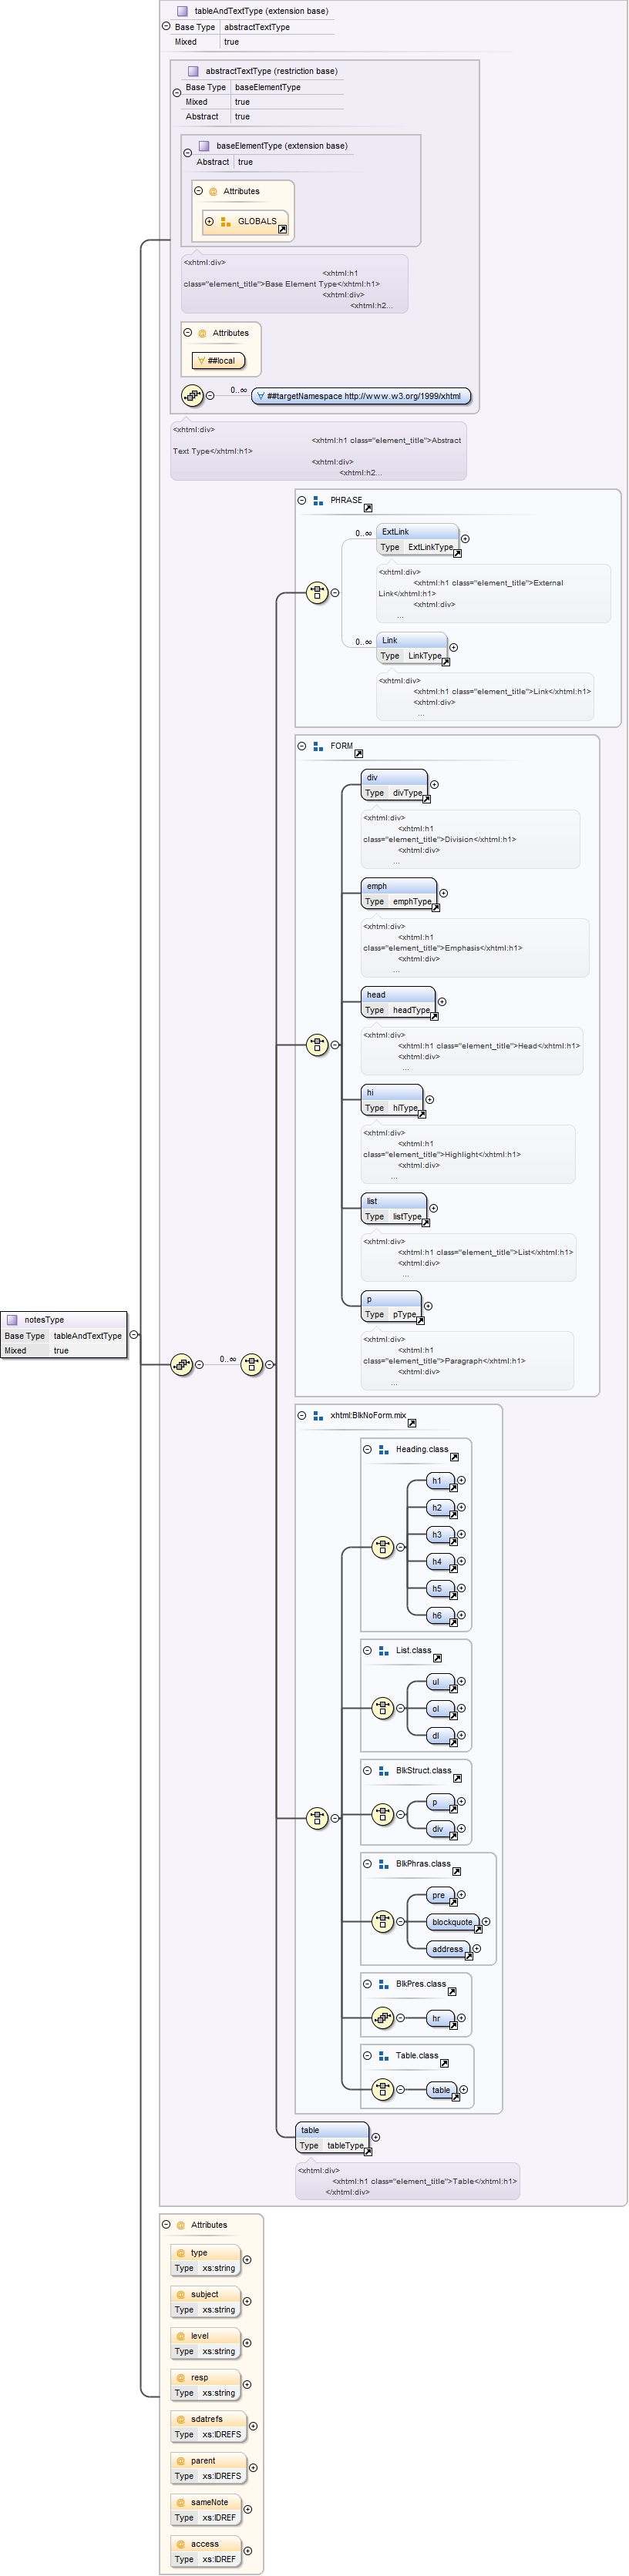 tableAndTextType (extension base)
Base Type abstractTextType
Mixed true
abstractTextType (restriction base)
Base Type baseElementType
Mixed true
Abstract true
baseElementType (extension base)
Abstract true
Attributes
GLOBALS
<xhtml:div>
<xhtml:h1
class="element_title">Base Element Type</xhtml:h1>
<xhtml:div>
<xhtml:h2...
Attributes
##local
0..∞
##targetNamespace http://www.w3.org/1999/xhtml
<xhtml:div>
<xhtml:h1 class="element_title">Abstract
Text Type</xhtml:h1>
<xhtml:div>
<xhtml:h2...
PHRASE
0..∞
ExtLink
Type ExtLinkType
<xhtml:div>
<xhtml:h1 class="element_title">External
Link</xhtml:h1>
<xhtml:div>
...
0..∞
Link
Type LinkType
<xhtml:div>
<xhtml:h1 class="element_title">Link</xhtml:h1>
<xhtml:div>
...
FORM
div
Type divType
<xhtml:div>
<xhtml:h1
class="element_title">Division</xhtml:h1>
<xhtml:div>
...
emph
Type emphType
<xhtml:div>
<xhtml:h1
class="element_title">Emphasis</xhtml:h1>
<xhtml:div>
...
head
Type headType
<xhtml:div>
<xhtml:h1 class="element_title">Head</xhtml:h1>
<xhtml:div>
...
hi
Type hiType
<xhtml:div>
<xhtml:h1
class="element_title">Highlight</xhtml:h1>
<xhtml:div>
...
list
Type listType
<xhtml:div>
<xhtml:h1 class="element_title">List</xhtml:h1>
<xhtml:div>
...
p
Type pType
<xhtml:div>
<xhtml:h1
class="element_title">Paragraph</xhtml:h1>
<xhtml:div>
...
notesType
Base Type tableAndTextType
Mixed true
0..∞
xhtml:BlkNoForm.mix
Heading.class
h1
h2
h3
h4
h5
h6
List.class
ul
ol
dl
BlkStruct.class
p
div
BlkPhras.class
pre
blockquote
address
BlkPres.class
hr
Table.class
table
table
Type tableType
<xhtml:div>
<xhtml:h1 class="element_title">Table</xhtml:h1>
</xhtml:div>
Attributes
type
Type xs:string
subject
Type xs:string
level
Type xs:string
resp
Type xs:string
sdatrefs
Type xs:IDREFS
parent
Type xs:IDREFS
sameNote
Type xs:IDREF
access
Type xs:IDREF